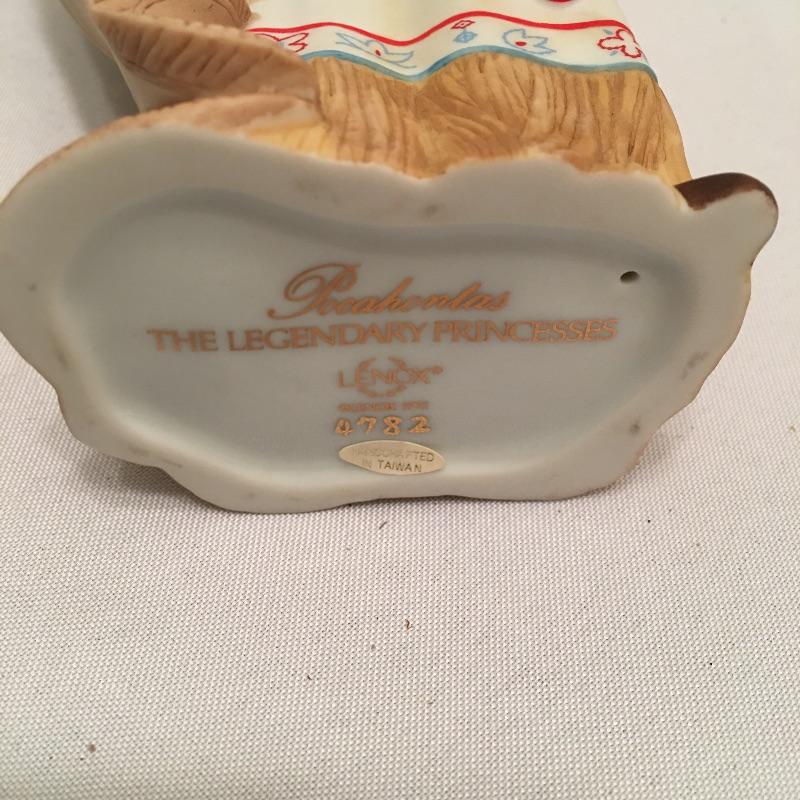 Pocahontas
THE LEGENDARY PRINCESSES
LENOX®
4782
HANDCRAFTED
IN TAIWAN